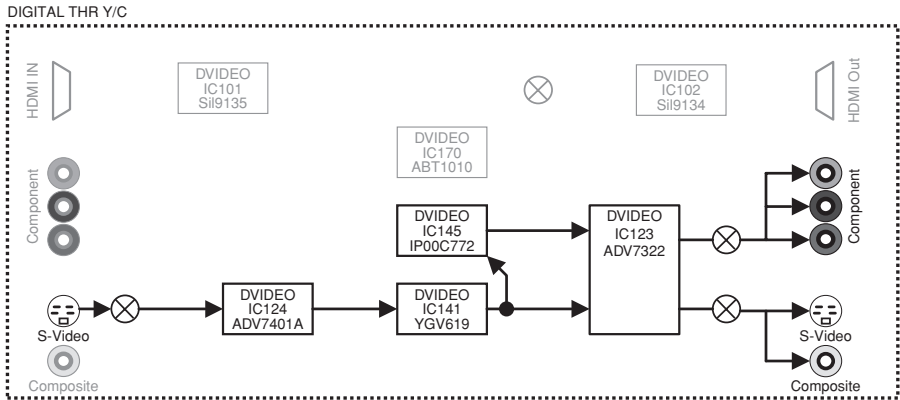 DIGITAL THR Y/C
HDMI IN
DVIDEO
IC101
Sil9135
DVIDEO
IC102
Sil9134
HDMI Out
DVIDEO
IC170
ABT1010
Component
DVIDEO
IC145
IP00C772
DVIDEO
IC123
ADV7322
Component
DVIDEO
IC124
ADV7401A
DVIDEO
IC141
YGV619
S-Video
S-Video
Composite
Composite